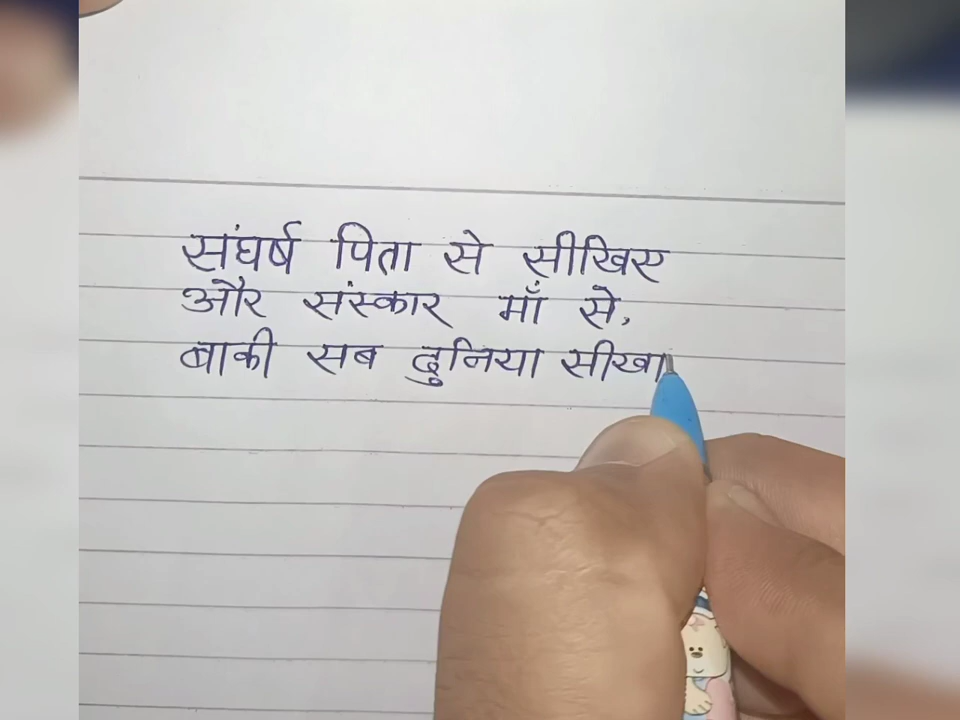 संघर्ष पिता से सीखिए
और संस्कार माँ से,
बाकी सब दुनिया सीखा